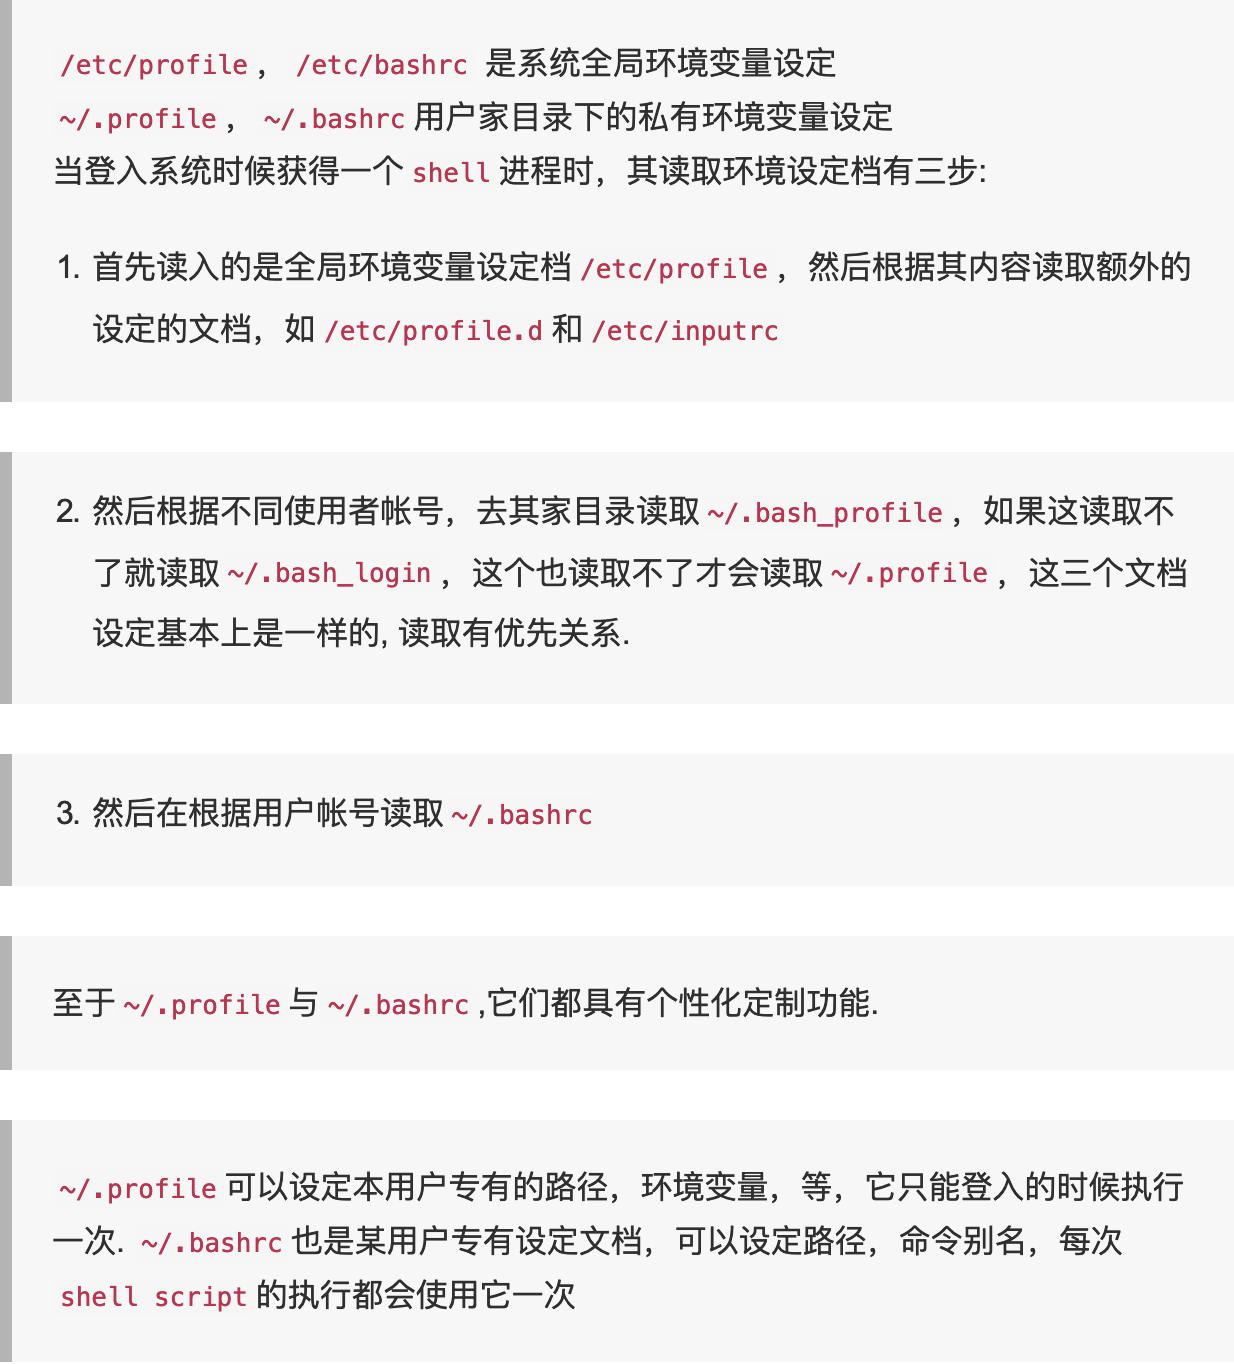 /etc/profile， /etc/bashrc 是系统全局环境变量设定
~/.profile， ~/.bashrc 用户家目录下的私有环境变量设定
当登入系统时候获得一个 shell 进程时，其读取环境设定档有三步:
1. 首先读入的是全局环境变量设定档 /etc/profile，然后根据其内容读取额外的
设定的文档，如 /etc/profile.d 和 /etc/inputrc
2. 然后根据不同使用者帐号，去其家目录读取 ~/.bash_profile，如果这读取不
了就读取 ~/.bash_login，这个也读取不了才会读取 ~/.profile，这三个文档
设定基本上是一样的, 读取有优先关系.
3. 然后在根据用户帐号读取 ~/.bashrc
至于 ~/.profile 与 ~/.bashrc ,它们都具有个性化定制功能.
~/.profile 可以设定本用户专有的路径，环境变量，等，它只能登入的时候执行
一次. ~/.bashrc 也是某用户专有设定文档，可以设定路径，命令别名，每次
shell script 的执行都会使用它一次